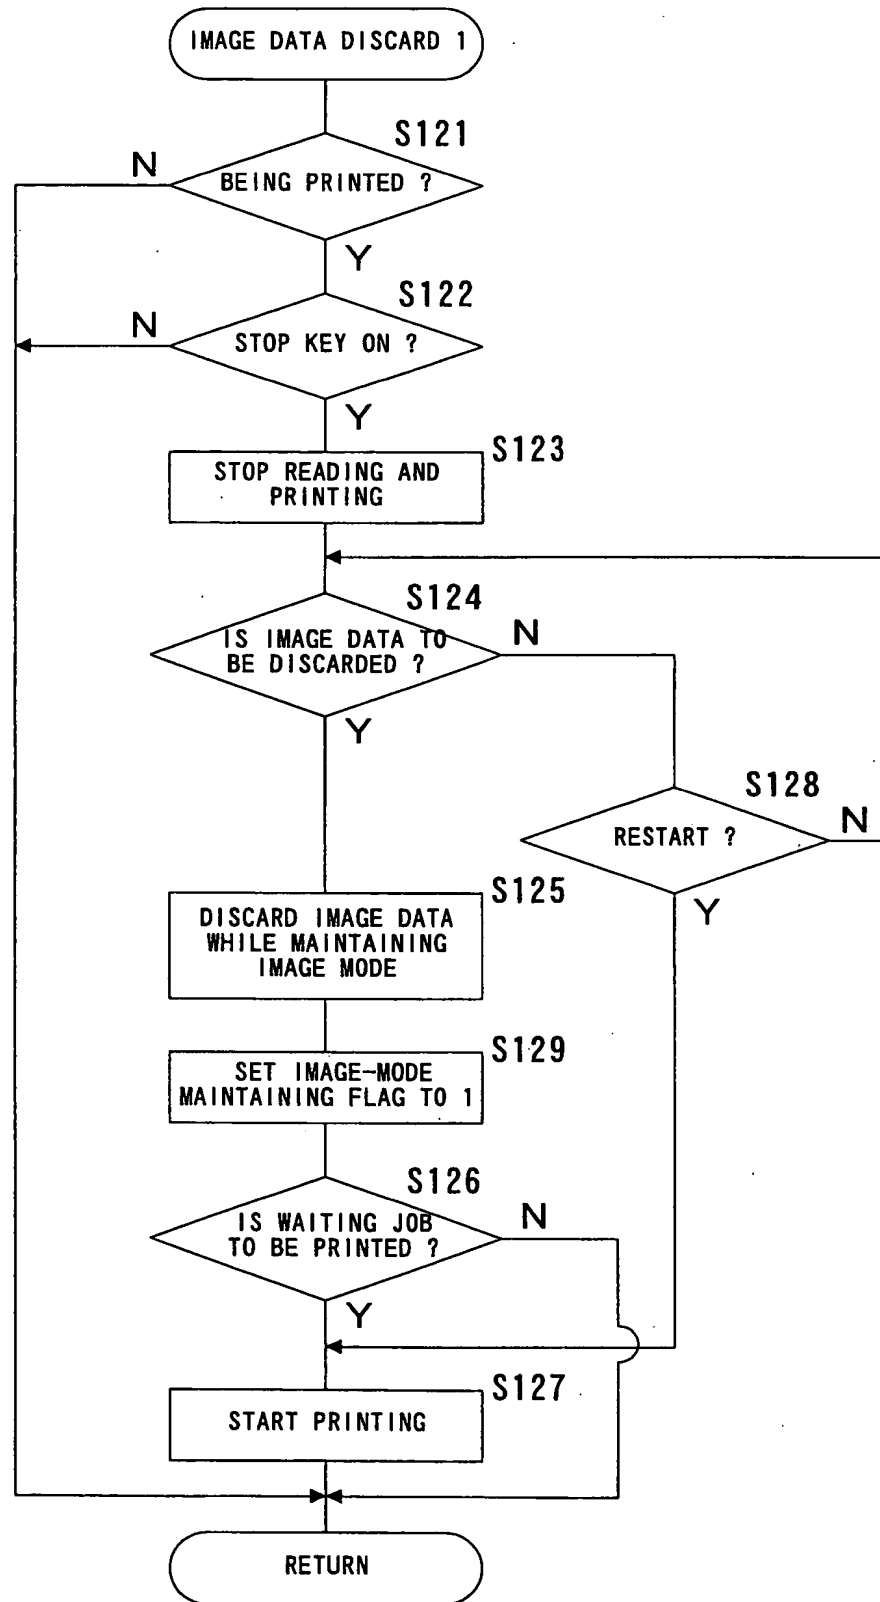 IMAGE DATA DISCARD 1
S121
N
BEING PRINTED ?
Y
S122
N
STOP KEY ON ?
Y
S123
STOP READING AND
PRINTING
S124
N
IS IMAGE DATA TO
BE DISCARDED ?
Y
S128
RESTART ?
N
Y
S125
DISCARD IMAGE DATA
WHILE MAINTAINING
IMAGE MODE
S129
SET IMAGE-MODE
MAINTAINING FLAG TO 1
S126
N
IS WAITING JOB
TO BE PRINTED ?
Y
S127
START PRINTING
RETURN